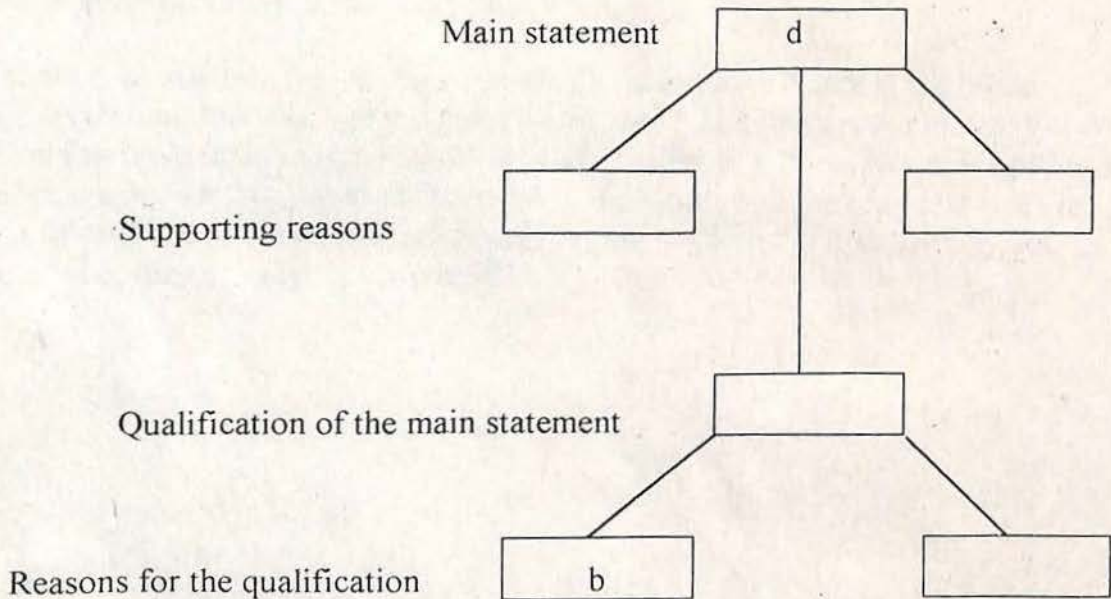 Main statement d
Supporting reasons
Qualification of the main statement
Reasons for the qualification b